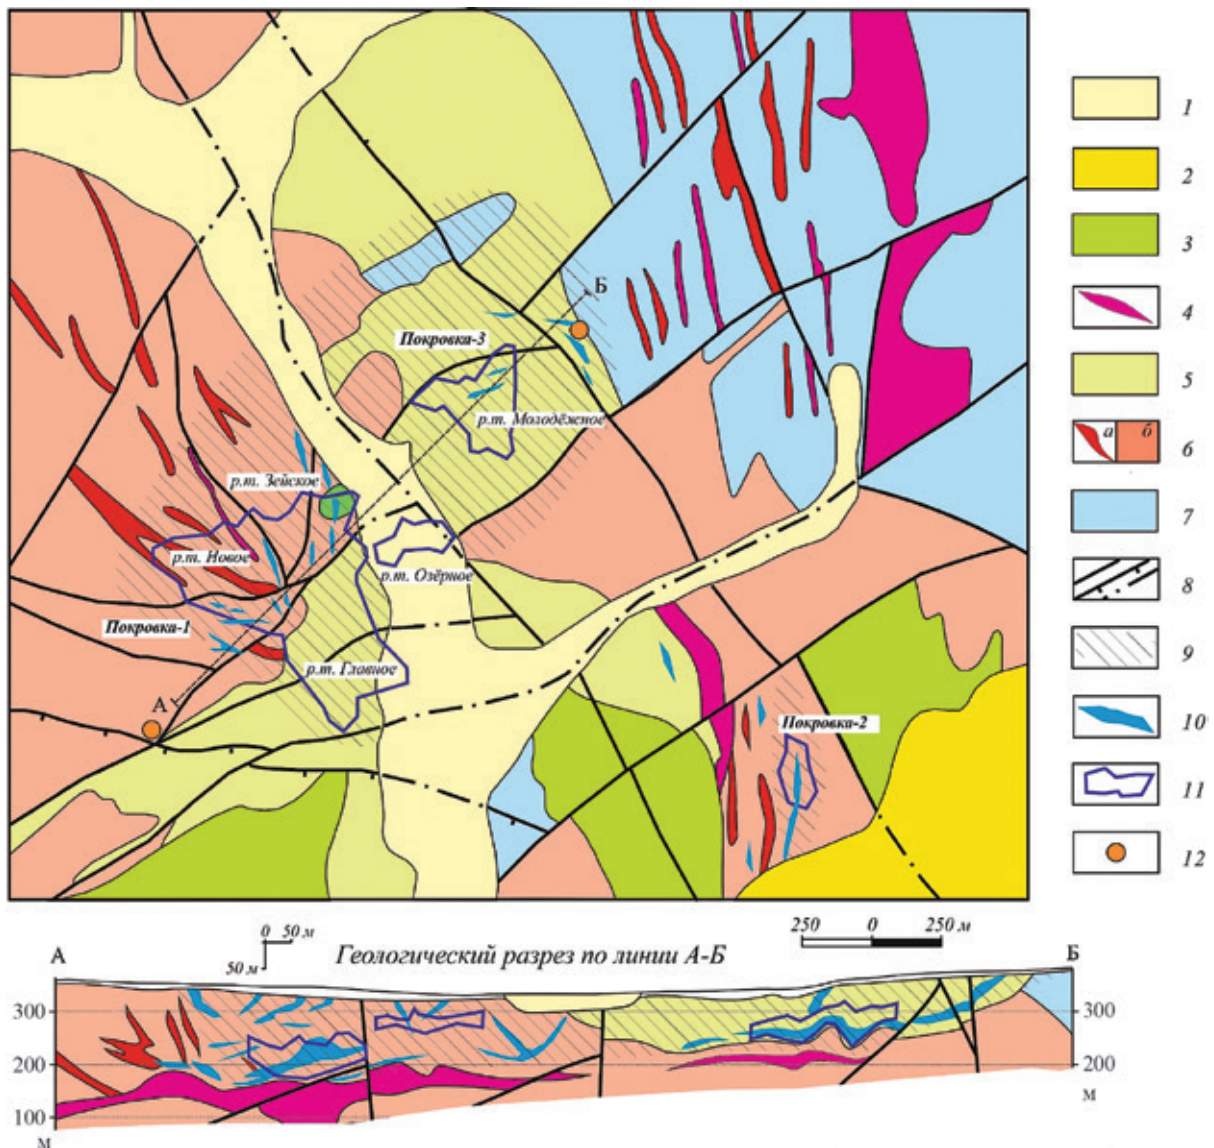 1
2
3
4
5
а
б
6
7
8
9
10
11
12
Б
Покровка-3
р.т. Молодёжное
р.т. Зейское
р.т. Новое
р.т. Озёрное
Покровка-1
р.т. Главное
А
Покровка-2
0 50 м
50 м
250 0 250 м
А
Геологический разрез по линии А-Б
Б
300
300
200
200
100
м
м